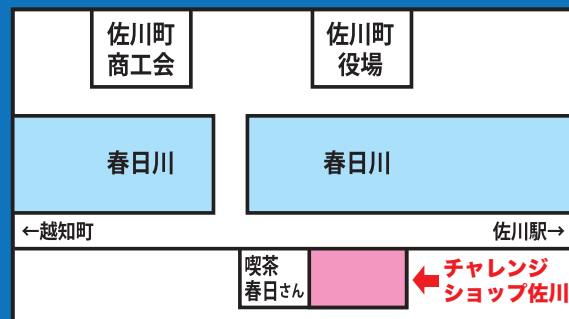 佐川町
商工会
佐川町
役場
春日川
春日川
←越知町
佐川駅→
喫茶
春日さん
チャレンジ
ショップ佐川